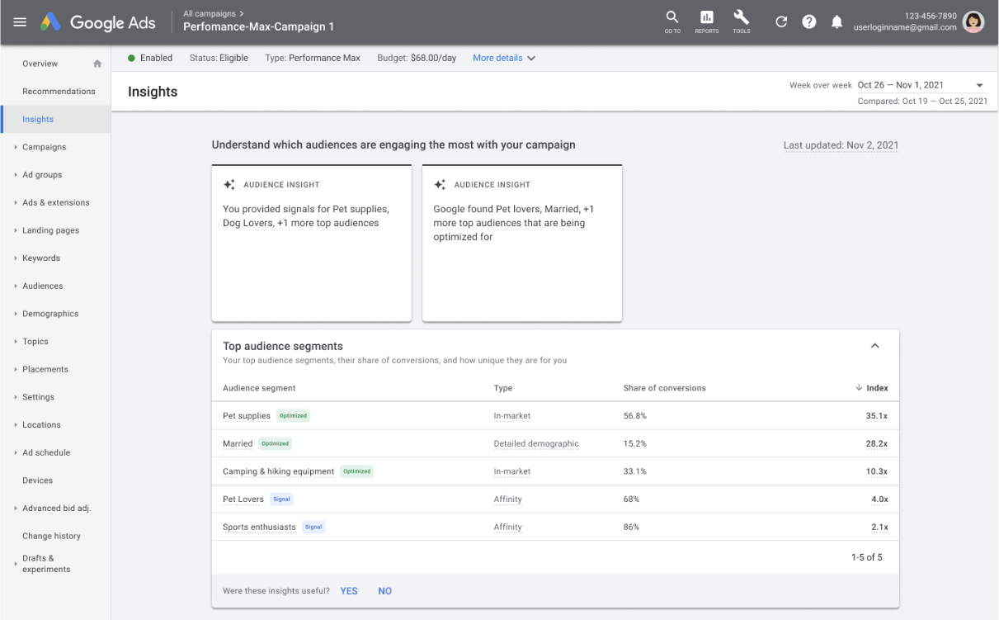 Google Ads
All campaigns
Perfomance-Max-Campaign 1
GO TO
REPORTS
TOOLS
123-456-7890
userloginname@gmail.com
Overview
Recommendations
Insights
Campaigns
Ad groups
Ads & extensions
Landing pages
Keywords
Audiences
Demographics
Topics
Placements
Settings
Locations
Ad schedule
Devices
Advanced bid adj.
Change history
Drafts &
experiments
Enabled Status: Eligible Type: Performance Max Budget: $68.00/day More details
Insights
Week over week Oct 26 – Nov 1, 2021
Compared: Oct 19 – Oct 25, 2021
Understand which audiences are engaging the most with your campaign
Last updated: Nov 2, 2021
AUDIENCE INSIGHT
You provided signals for Pet supplies,
Dog Lovers, +1 more top audiences
AUDIENCE INSIGHT
Google found Pet lovers, Married, +1
more top audiences that are being
optimized for
Top audience segments
Your top audience segments, their share of conversions, and how unique they are for you
Audience segment Type Share of conversions Index
Pet supplies Optimized In-market 56.8% 35.1x
Married Optimized Detailed demographic 15.2% 28.2x
Camping & hiking equipment Optimized In-market 33.1% 10.3x
Pet Lovers Signal Affinity 68% 4.0x
Sports enthusiasts Signal Affinity 86% 2.1x
1-5 of 5
Were these insights useful? YES NO